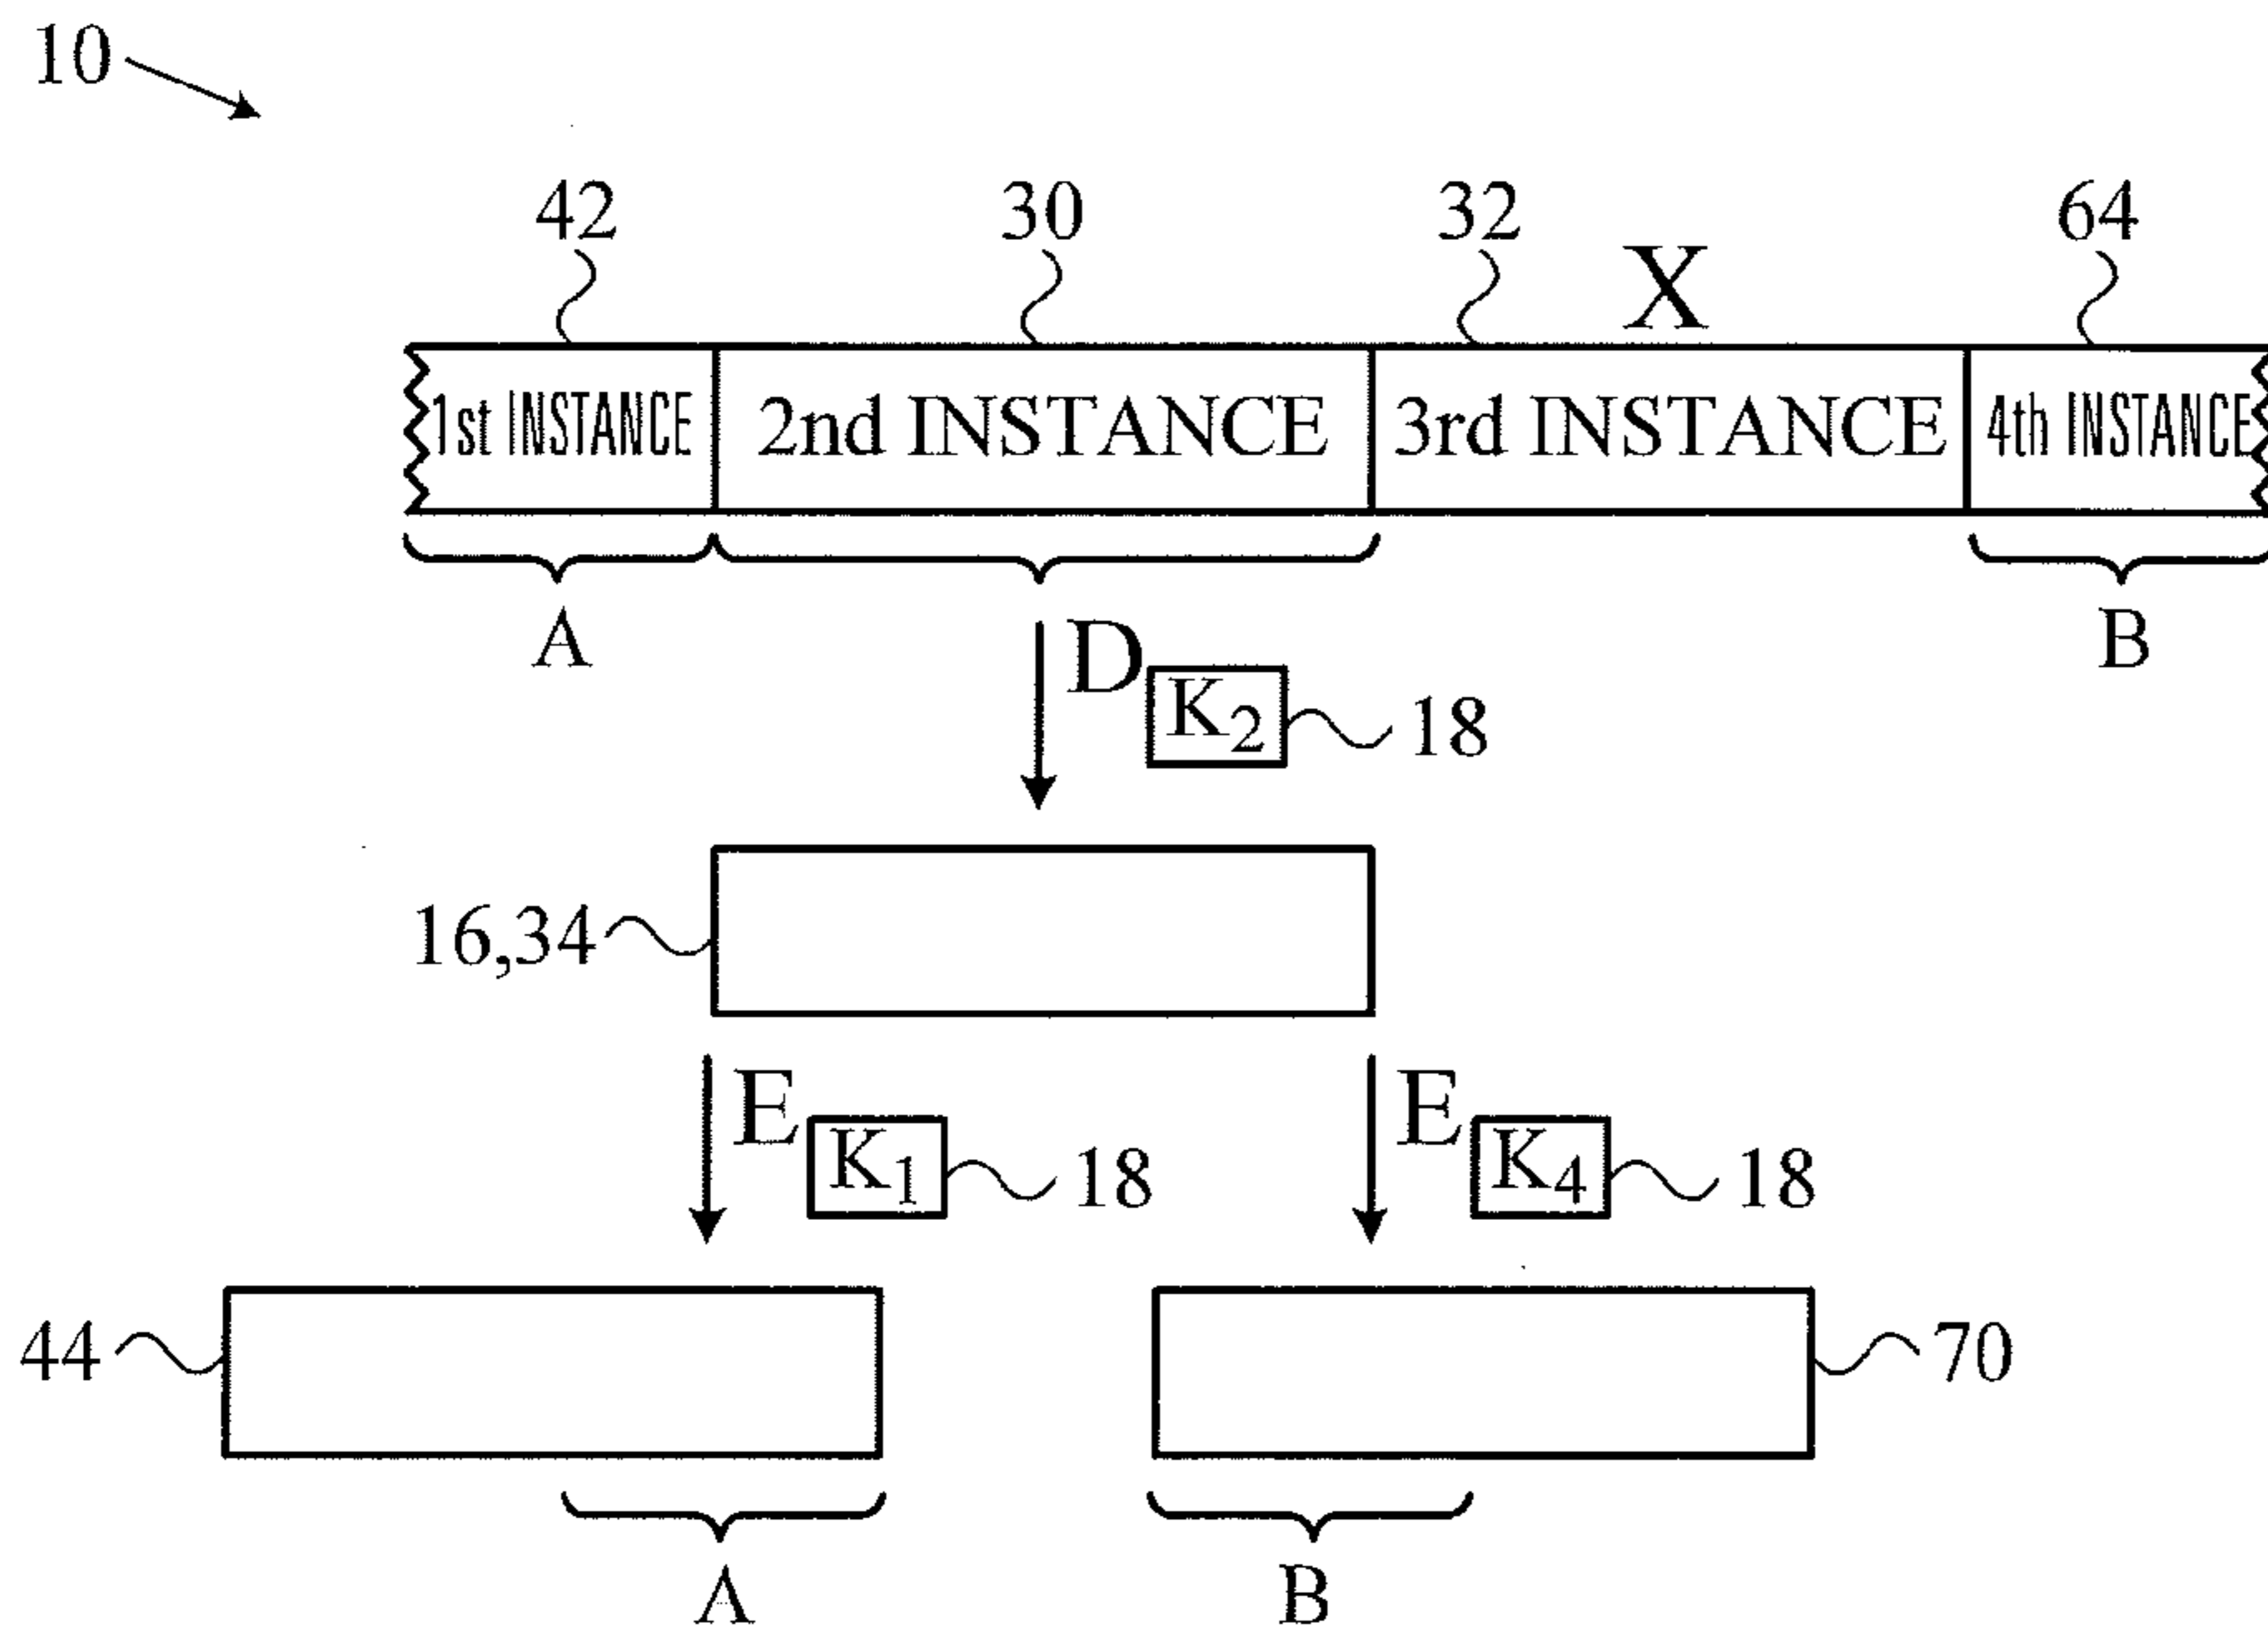 10
42 30 32 X 64
1st INSTANCE 2nd INSTANCE 3rd INSTANCE 4th INSTANCE
A B
D K2 18
16,34
E K1 18 E K4 18
44 70
A B